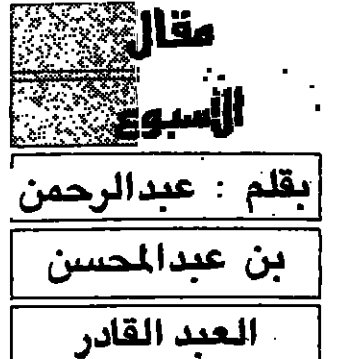 مقال
الأسبوع
بقلم : عبدالرحمن
بن عبدالمحسن
العبد القادر